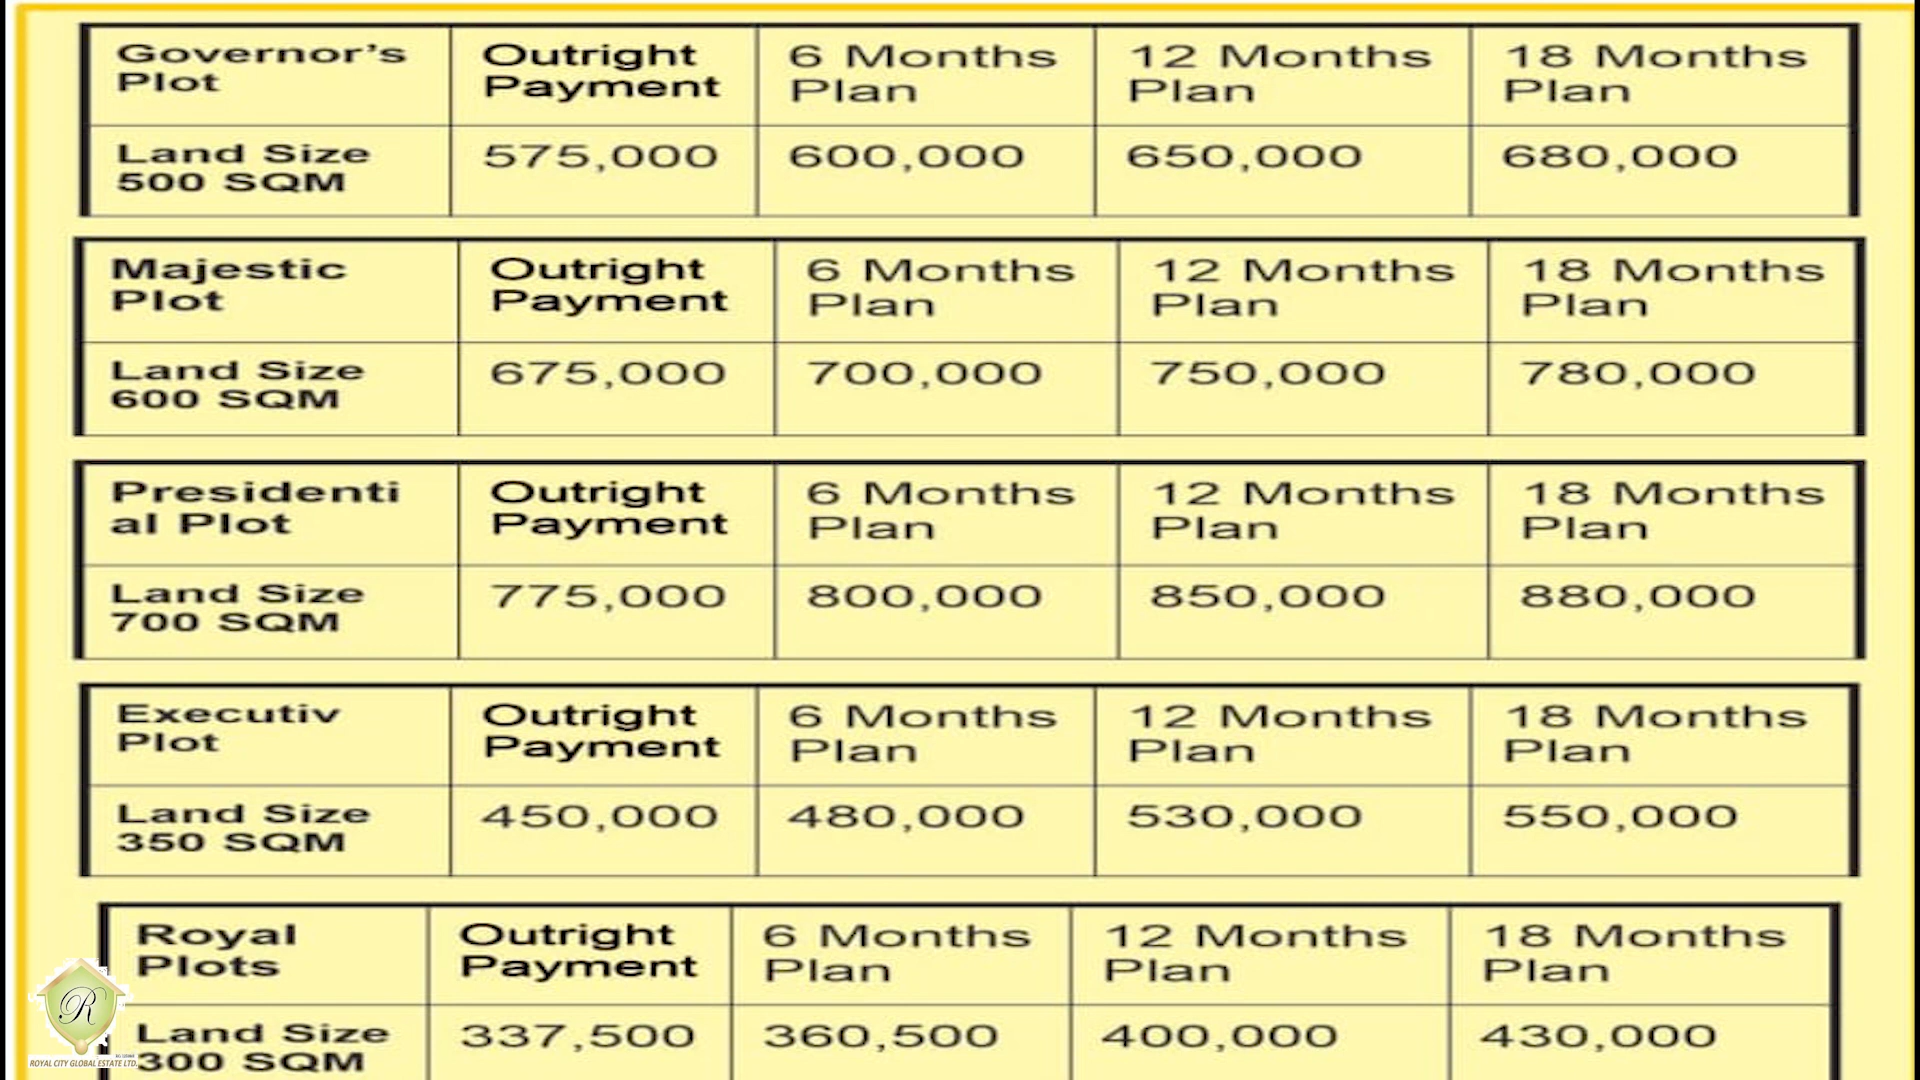 Governor's Plot Outright Payment 6 Months Plan 12 Months Plan 18 Months Plan
Land Size 500 SQM 575,000 600,000 650,000 680,000
Majestic Plot Outright Payment 6 Months Plan 12 Months Plan 18 Months Plan
Land Size 600 SQM 675,000 700,000 750,000 780,000
Presidenti al Plot Outright Payment 6 Months Plan 12 Months Plan 18 Months Plan
Land Size 700 SQM 775,000 800,000 850,000 880,000
Executiv Plot Outright Payment 6 Months Plan 12 Months Plan 18 Months Plan
Land Size 350 SQM 450,000 480,000 530,000 550,000
Royal Plots Outright Payment 6 Months Plan 12 Months Plan 18 Months Plan
Land Size 300 SQM 337,500 360,500 400,000 430,000
R
ROYAL CITY GLOBAL ESTATE LTD.